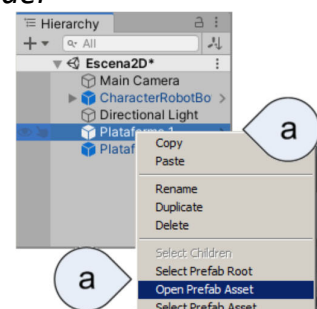 Hierarchy
All
Escena2D*
Main Camera
CharacterRobotBo
Directional Light
Plataforma 1
Plataf
a
Copy
Paste
Rename
Duplicate
Delete
Select Children
Select Prefab Root
Open Prefab Asset
Select Prefab Asset
a